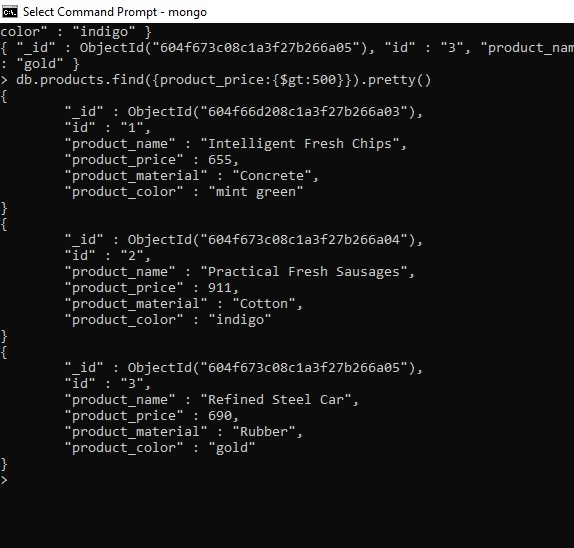 Select Command Prompt - mongo
color" : "indigo" }
{ "_id" : ObjectId("604f673c08c1a3f27b266a05"), "id" : "3", "product_nam
: "gold" }
> db.products.find({product_price:{$gt:500}}).pretty()
{
        "_id" : ObjectId("604f66d208c1a3f27b266a03"),
        "id" : "1",
        "product_name" : "Intelligent Fresh Chips",
        "product_price" : 655,
        "product_material" : "Concrete",
        "product_color" : "mint green"
}
{
        "_id" : ObjectId("604f673c08c1a3f27b266a04"),
        "id" : "2",
        "product_name" : "Practical Fresh Sausages",
        "product_price" : 911,
        "product_material" : "Cotton",
        "product_color" : "indigo"
}
{
        "_id" : ObjectId("604f673c08c1a3f27b266a05"),
        "id" : "3",
        "product_name" : "Refined Steel Car",
        "product_price" : 690,
        "product_material" : "Rubber",
        "product_color" : "gold"
}
>